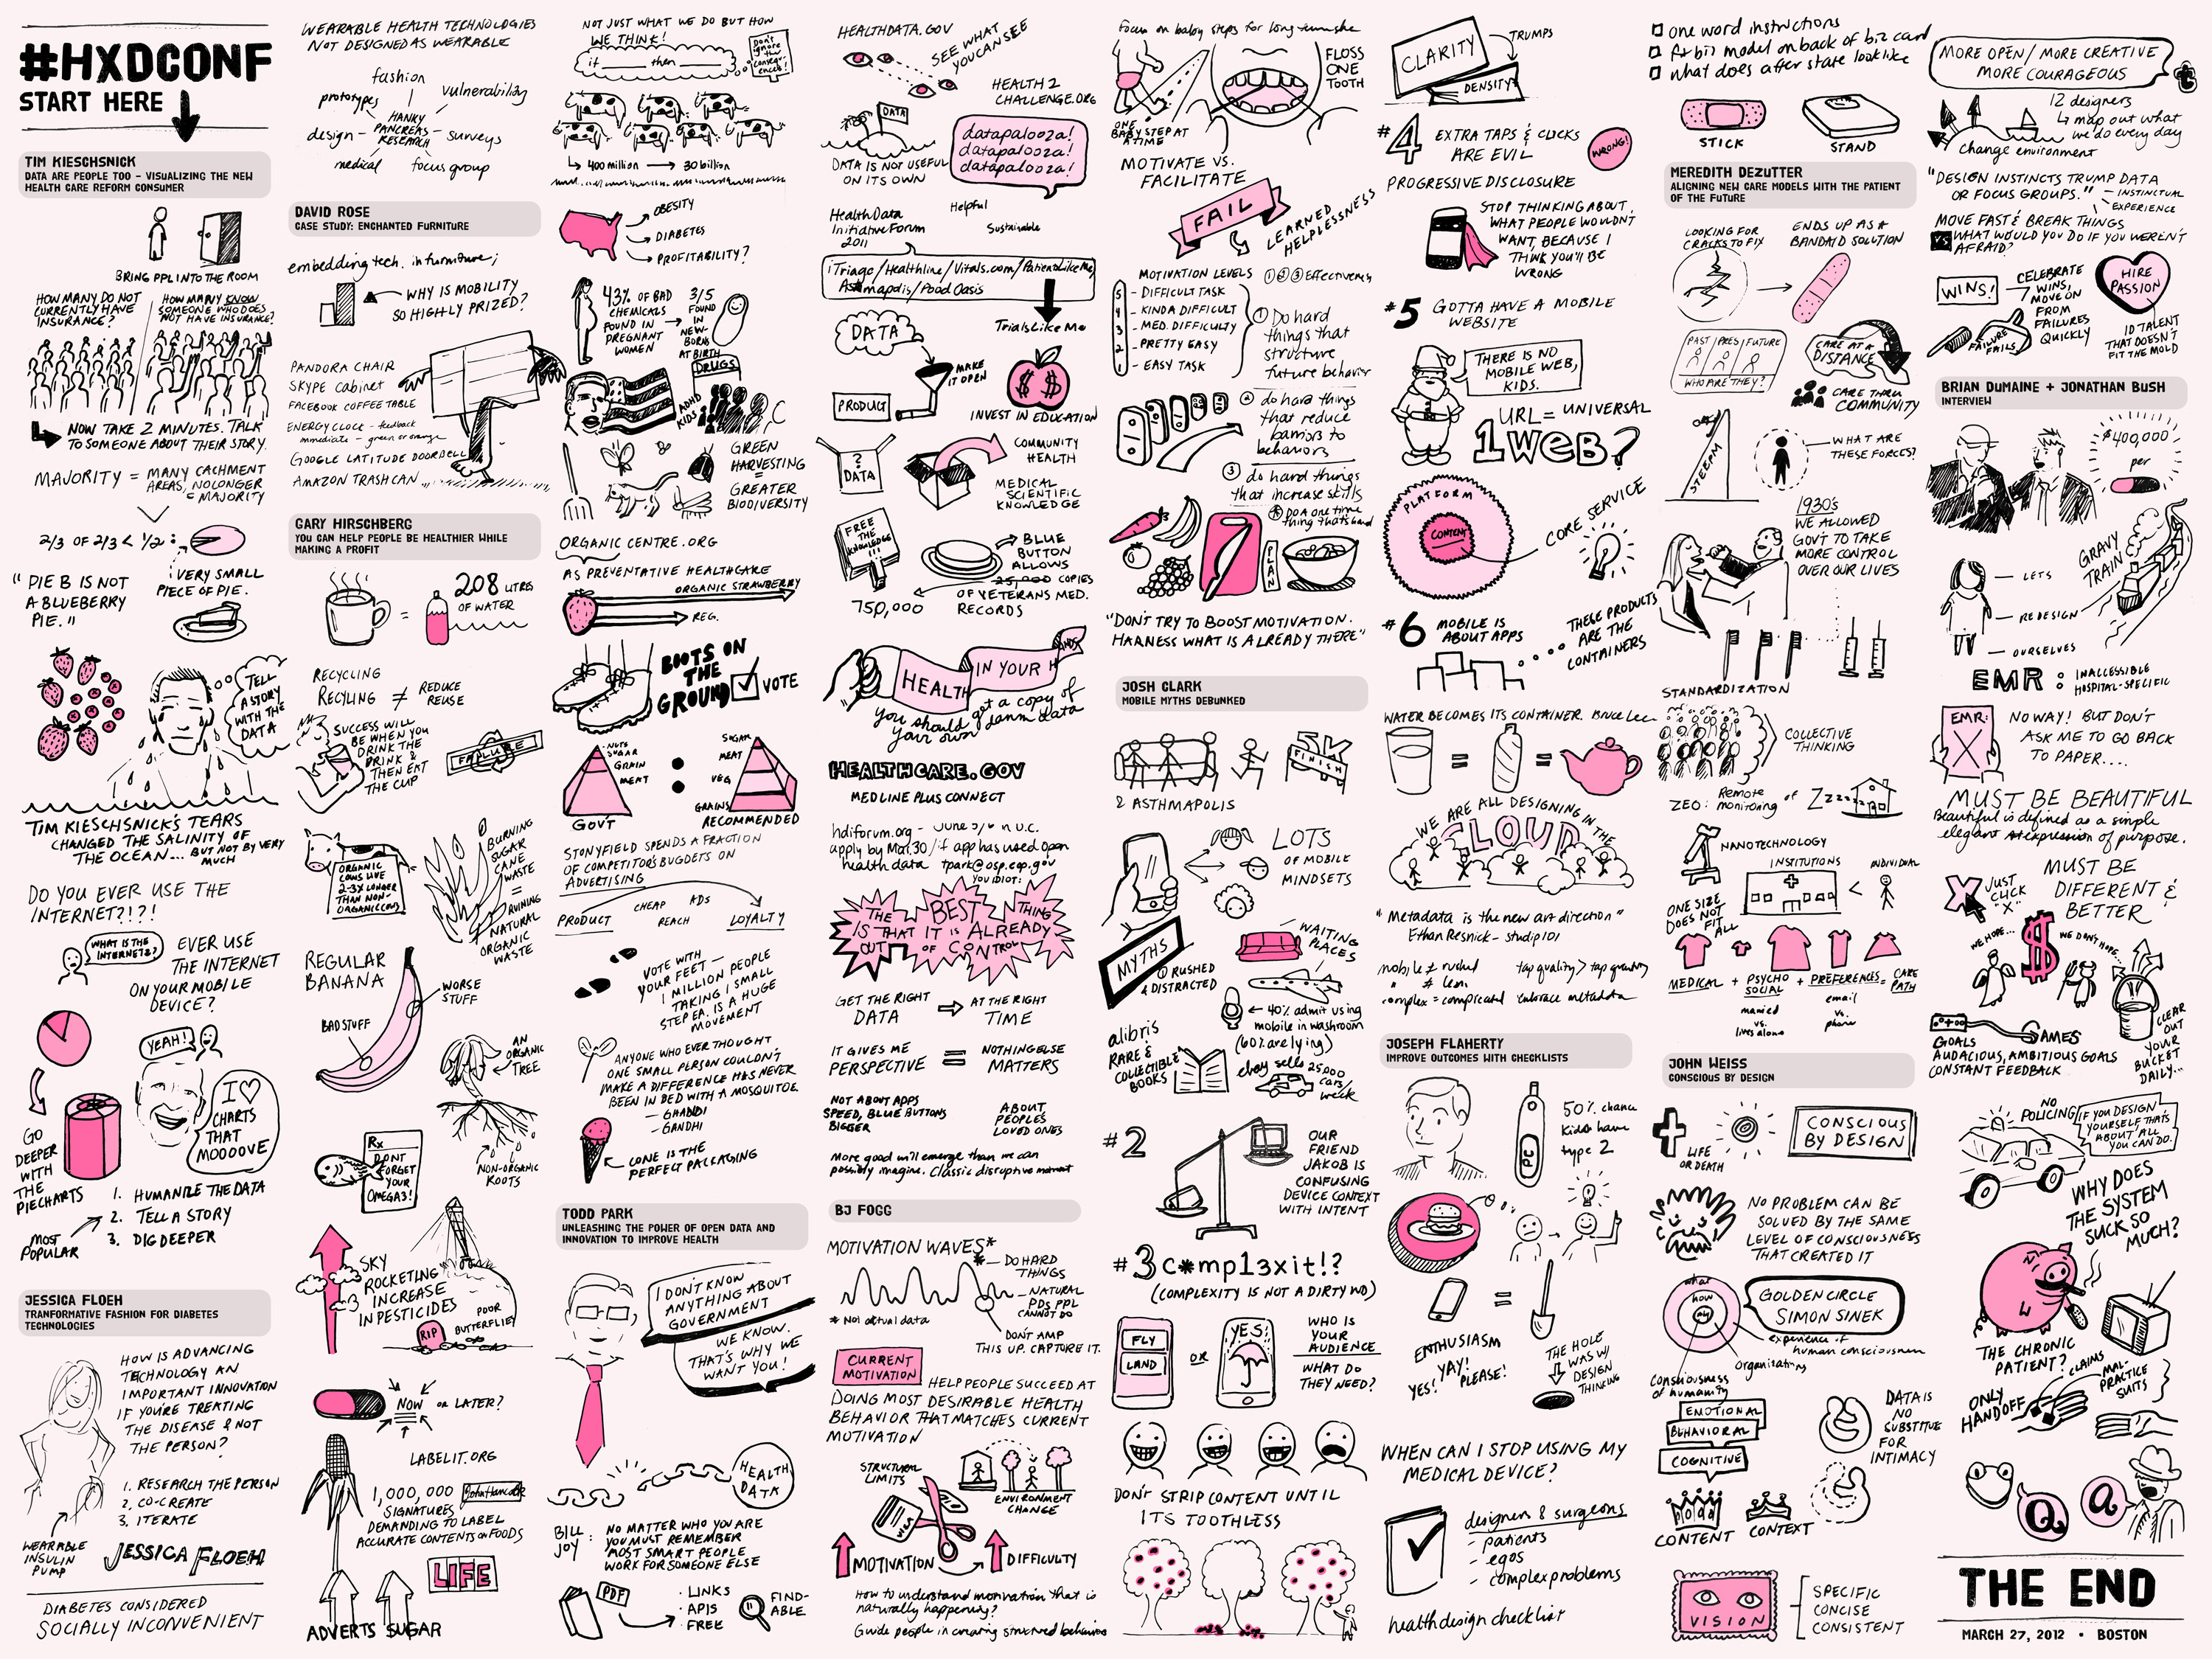 #HXDCONF
START HERE
TIM KIESCHSNICK
DATA ARE PEOPLE TOO – VISUALIZING THE NEW
HEALTH CARE REFORM CONSUMER
BRING PPL INTO THE ROOM
HOW MANY DO NOT
CURRENTLY HAVE
INSURANCE?
HOW MANY KNOW
SOMEONE WHO DOES
NOT HAVE INSURANCE?
NOW TAKE 2 MINUTES. TALK
TO SOMEONE ABOUT THEIR STORY.
MAJORITY = MANY CACHMENT
AREAS, NO LONGER
= MAJORITY
2/3 OF 2/3 < 1/2 :
VERY SMALL
PIECE OF PIE.
"PIE B IS NOT
A BLUEBERRY
PIE."
TELL
A STORY
WITH THE
DATA
TIM KIESCHSNICK'S TEARS
CHANGED THE SALINITY OF
THE OCEAN... BUT NOT BY VERY
MUCH
DO YOU EVER USE THE
INTERNET?!?!
WHAT IS THE
INTERNETS?
EVER USE
THE INTERNET
ON YOUR MOBILE
DEVICE?
YEAH!
I ♡
CHARTS
THAT
MOOOOVE
GO
DEEPER
WITH
THE
PIECHARTS
1. HUMANIZE THE DATA
2. TELL A STORY
3. DIG DEEPER
MOST
POPULAR
JESSICA FLOEH
TRANFORMATIVE FASHION FOR DIABETES
TECHNOLOGIES
HOW IS ADVANCING
TECHNOLOGY AN
IMPORTANT INNOVATION
IF YOU'RE TREATING
THE DISEASE & NOT
THE PERSON?
1. RESEARCH THE PERSON
2. CO-CREATE
3. ITERATE
WEARABLE
INSULIN
PUMP
JESSICA FLOEH
DIABETES CONSIDERED
SOCIALLY INCONVENIENT
WEARABLE HEALTH TECHNOLOGIES
NOT DESIGNED AS WEARABLE
fashion
prototypes
vulnerability
HANKY
PANCREAS
RESEARCH
design
surveys
medical
focus group
DAVID ROSE
CASE STUDY: ENCHANTED FURNITURE
embedding tech. in furniture;
WHY IS MOBILITY
SO HIGHLY PRIZED?
PANDORA CHAIR
SKYPE CABINET
FACEBOOK COFFEE TABLE
ENERGY CLOCK – feedback
immediate – green or orange
GOOGLE LATITUDE DOORBELL
AMAZON TRASHCAN
GARY HIRSCHBERG
YOU CAN HELP PEOPLE BE HEALTHIER WHILE
MAKING A PROFIT
= 208 LITRES
OF WATER
RECYCLING
RECYLING ≠ REDUCE
REUSE
SUCCESS WILL
BE WHEN YOU
DRINK THE
DRINK &
THEN EAT
THE CUP
FAILURE
ORGANIC
COWS LIVE
2-3X LONGER
THAN NON-
ORGANIC COWS
BURNING
SUGAR
CANE
WASTE
=
RUINING
NATURAL
ORGANIC
WASTE
REGULAR
BANANA
WORSE
STUFF
BAD STUFF
AN
ORGANIC
TREE
NON-ORGANIC
ROOTS
Rx
DON'T
FORGET
YOUR
OMEGA3!
SKY
ROCKETING
INCREASE
IN PESTICIDES
POOR
BUTTERFLIES
RIP
NOW OR LATER?
LABELIT.ORG
1,000,000 John Hancock
SIGNATURES
DEMANDING TO LABEL
ACCURATE CONTENTS ON FOODS
LIFE
ADVERTS SUGAR
NOT JUST WHAT WE DO BUT HOW
WE THINK!
if ___ then ___
Don't
ignore
the
consequences!
400 million → 30 billion
OBESITY
DIABETES
PROFITABILITY?
43% OF BAD
CHEMICALS
FOUND IN
PREGNANT
WOMEN
3/5
FOUND
IN
NEW-
BORNS
AT BIRTH
DRUGS
ADHD
KIDS
GREEN
HARVESTING
=
GREATER
BIODIVERSITY
ORGANIC CENTRE.ORG
AS PREVENTATIVE HEALTHCARE
ORGANIC STRAWBERRY
REG.
BOOTS ON
THE
GROUND
VOTE
NUTS
SUGAR
GRAIN
MEAT
GOV'T
SUGAR
MEAT
VEG
GRAINS
RECOMMENDED
STONYFIELD SPENDS A FRACTION
OF COMPETITOR'S BUGDETS ON
ADVERTISING
PRODUCT CHEAP REACH ADS LOYALTY
VOTE WITH
YOUR FEET –
1 MILLION PEOPLE
TAKING 1 SMALL
STEP EA. IS A HUGE
MOVEMENT
ANYONE WHO EVER THOUGHT
ONE SMALL PERSON COULDN'T
MAKE A DIFFERENCE HAS NEVER
BEEN IN BED WITH A MOSQUITOE
— GHANDI
— GANDHI
CONE IS THE
PERFECT PACKAGING
TODD PARK
UNLEASHING THE POWER OF OPEN DATA AND
INNOVATION TO IMPROVE HEALTH
I DON'T KNOW
ANYTHING ABOUT
GOVERNMENT
WE KNOW.
THAT'S WHY WE
WANT YOU!
HEALTH
DATA
BILL
JOY :
NO MATTER WHO YOU ARE
YOU MUST REMEMBER
MOST SMART PEOPLE
WORK FOR SOMEONE ELSE
PDF
· LINKS
· APIS
· FREE
FIND-
ABLE
HEALTHDATA.GOV
SEE WHAT
YOU CAN SEE
HEALTH 2
CHALLENGE.ORG
DATA
DATA IS NOT USEFUL
ON ITS OWN
datapalooza!
datapalooza!
datapalooza!
Health Data
Initiative Forum
2011
Helpful
Sustainable
iTriago/Healthline/Vitals.com/PatientsLikeMe/
Asthmapolis/Food Oasis
TrialsLikeMe
DATA
MAKE
IT OPEN
PRODUCT
$ $
INVEST IN EDUCATION
?
DATA
COMMUNITY
HEALTH
MEDICAL
SCIENTIFIC
KNOWLEDGE
FREE
THE
KNOWLEDGE
!!!
BLUE
BUTTON
ALLOWS
25,000 COPIES
OF VETERANS MED.
RECORDS
750,000
HEALTH IN YOUR HANDS
you should get a copy of
your own damn data
HEALTHCARE.GOV
MEDLINE PLUS CONNECT
hdiforum.org – June 5/6 in D.C.
apply by Mar.30/if app has used open
health data tpark@osp.eop.gov
YOU IDIOT!
THE BEST THING
IS THAT IT IS ALREADY
OUT OF CONTROL
GET THE RIGHT
DATA
AT THE RIGHT
TIME
IT GIVES ME
PERSPECTIVE
=
NOTHING ELSE
MATTERS
NOT ABOUT APPS
SPEED, BLUE BUTTONS
BIGGER
ABOUT
PEOPLE'S
LOVED ONES
More good will emerge than we can
possibly imagine. Classic disruptive moment
BJ FOGG
MOTIVATION WAVES*
* DO HARD
THINGS
– NATURAL
PDs PPL
CANNOT DO
* Not actual data
DON'T AMP
THIS UP. CAPTURE IT.
CURRENT
MOTIVATION
HELP PEOPLE SUCCEED AT
DOING MOST DESIRABLE HEALTH
BEHAVIOR THAT MATCHES CURRENT
MOTIVATION
STRUCTURAL
LIMITS
VISA
ENVIRONMENT
CHANGE
MOTIVATION
DIFFICULTY
How to understand motivation that is
naturally happening?
Guide people in creating structured behaviors
Focus on baby steps for long-term
ONE
BABY STEP AT
A TIME
FLOSS
ONE
TOOTH
MOTIVATE VS.
FACILITATE
FAIL
LEARNED
HELPLESSNESS
MOTIVATION LEVELS
①②③ Effectiveness
5 – DIFFICULT TASK
4 – KINDA DIFFICULT
3 – MED. DIFFICULTY
2 – PRETTY EASY
1 – EASY TASK
① Do hard
things that
structure
future behavior
② do hard things
that reduce
barriers to
behaviors
③ do hard things
that increase skills
Do a one time
thing that's hard
PLAN
"DON'T TRY TO BOOST MOTIVATION.
HARNESS WHAT IS ALREADY THERE"
JOSH CLARK
MOBILE MYTHS DEBUNKED
5K
FINISH
& ASTHMAPOLIS
LOTS
OF MOBILE
MINDSETS
MYTHS
① RUSHED
& DISTRACTED
WAITING
PLACES
← 40% admit using
mobile in washroom
(60% are lying)
alibris
RARE &
COLLECTIBLE
BOOKS
ebay sells 25,000
cars/
week
#2
OUR
FRIEND
JAKOB IS
CONFUSING
DEVICE CONTEXT
WITH INTENT
#3 c*mpl3xit!?
(COMPLEXITY IS NOT A DIRTY WD)
FLY
LAND
OR
YES!
WHO IS
YOUR
AUDIENCE
WHAT DO
THEY NEED?
DON'T STRIP CONTENT UNTIL
IT'S TOOTHLESS
CLARITY
TRUMPS
DENSITY
#4 EXTRA TAPS & CLICKS
ARE EVIL
WRONG!
PROGRESSIVE DISCLOSURE
STOP THINKING ABOUT
WHAT PEOPLE WOULDN'T
WANT, BECAUSE I
THINK YOU'LL BE
WRONG
#5 GOTTA HAVE A MOBILE
WEBSITE
THERE IS NO
MOBILE WEB,
KIDS.
URL = UNIVERSAL
1 WEB?
PLATFORM
CONTENT
CORE SERVICE
#6 MOBILE IS
ABOUT APPS
THESE PRODUCTS
ARE THE
CONTAINERS
WATER BECOMES ITS CONTAINER. Bruce Lee
= =
WE ARE ALL DESIGNING IN THE
CLOUD
"Metadata is the new art direction"
Ethan Resnick – studip101
mobile ≠ rushed
" ≠ less
complex ≠ complicated
tap quality > tap quantity
embrace metadata
JOSEPH FLAHERTY
IMPROVE OUTCOMES WITH CHECKLISTS
50% chance
kids have
type 2
=
ENTHUSIASM
YAY!
YES! PLEASE!
THE HOLE
WAS W/
DESIGN
THINKING
WHEN CAN I STOP USING MY
MEDICAL DEVICE?
designers & surgeons
- patients
- egos
- complex problems
health design checklist
one word instructions
fit biz model on back of biz card
what does after state look like
STICK
STAND
MEREDITH DEZUTTER
ALIGNING NEW CARE MODELS WITH THE PATIENT
OF THE FUTURE
LOOKING FOR
CRACKS TO FIX
ENDS UP AS A
BANDAID SOLUTION
PAST PRES FUTURE
WHO ARE THEY?
CARE AT A
DISTANCE
CARE THRU
COMMUNITY
STEEPM
WHAT ARE
THESE FORCES?
1930's
WE ALLOWED
GOV'T TO TAKE
MORE CONTROL
OVER OUR LIVES
STANDARDIZATION
COLLECTIVE
THINKING
ZEO: Remote
monitoring of Zzz
NANOTECHNOLOGY
INSTITUTIONS < INDIVIDUAL
ONE SIZE
DOES NOT
FIT ALL
MEDICAL + PSYCHO
SOCIAL + PREFERENCES = CARE
PATH
married
vs.
lives alone
email
vs.
phone
JOHN WEISS
CONSCIOUS BY DESIGN
LIFE
OR DEATH
CONSCIOUS
BY DESIGN
NO PROBLEM CAN BE
SOLVED BY THE SAME
LEVEL OF CONSCIOUSNESS
THAT CREATED IT
what
how
why
GOLDEN CIRCLE
SIMON SINEK
experience of
human consciousness
organizations
consciousness
of humanity
EMOTIONAL
BEHAVIORAL
COGNITIVE
DATA IS
NO
SUBSTITUE
FOR
INTIMACY
CONTENT
CONTEXT
VISION
SPECIFIC
CONCISE
CONSISTENT
MORE OPEN / MORE CREATIVE
MORE COURAGEOUS
12 designers
map out what
we do every day
change environment
"DESIGN INSTINCTS TRUMP DATA
OR FOCUS GROUPS." – INSTINCTUAL
EXPERIENCE
MOVE FAST & BREAK THINGS
VS WHAT WOULD YOU DO IF YOU WEREN'T
AFRAID?
WINS!
CELEBRATE
WINS,
MOVE ON
FROM
FAILURES
QUICKLY
FAILURE
FAILS
HIRE
PASSION
ID TALENT
THAT DOESN'T
FIT THE MOLD
BRIAN DUMAINE + JONATHAN BUSH
INTERVIEW
$400,000
per
GRAVY
TRAIN
– LETS
– REDESIGN
– OURSELVES
EMR : INACCESSIBLE
HOSPITAL-SPECIFIC
EMR:
X
NO WAY! BUT DON'T
ASK ME TO GO BACK
TO PAPER....
MUST BE BEAUTIFUL
Beautiful is defined as a simple
elegant expression of purpose.
X JUST
CLICK
"X"
MUST BE
DIFFERENT &
BETTER
WE HOPE...
$
WE DON'T HOPE...
GAMES
GOALS
AUDACIOUS, AMBITIOUS GOALS
CONSTANT FEEDBACK
CLEAR
OUT
YOUR
BUCKET
DAILY...
NO
POLICING
IF YOU DESIGN
YOURSELF THAT'S
ABOUT ALL
YOU CAN DO.
WHY DOES
THE SYSTEM
SUCK SO
MUCH?
THE CHRONIC
PATIENT?
ONLY
HANDOFF
CLAIMS
MAL-
PRACTICE
SUITS
Q
A
THE END
MARCH 27, 2012 • BOSTON